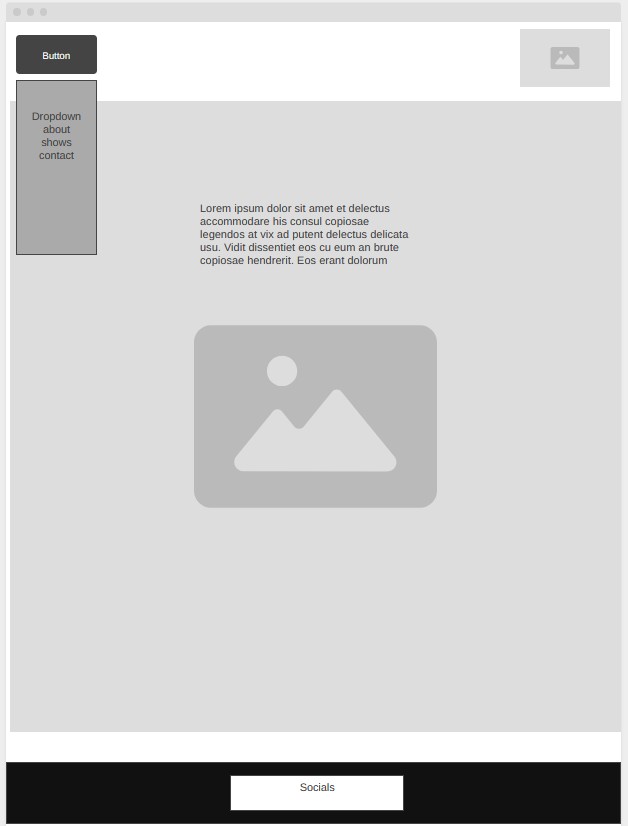 Button
Dropdown
about
shows
contact
Lorem ipsum dolor sit amet et delectus
accommodare his consul copiosae
legendos at vix ad putent delectus delicata
usu. Vidit dissentiet eos cu eum an brute
copiosae hendrerit. Eos erant dolorum
Socials